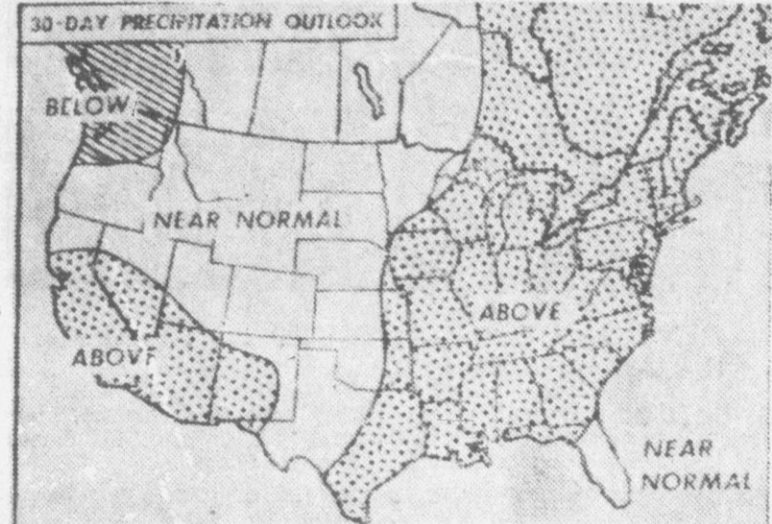 30-DAY PRECIPITATION OUTLOOK
BELOW
NEAR NORMAL
ABOVE
ABOVE
NEAR
NORMAL